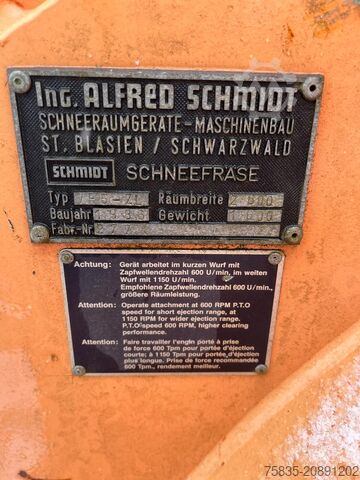 Ing. ALFRED SCHMIDT
SCHNEERÄUMGERÄTE-MASCHINENBAU
ST. BLASIEN / SCHWARZWALD
SCHMIDT SCHNEEFRÄSE
Typ Räumbreite
Baujahr Gewicht
Fabr.-Nr.
Achtung: Gerät arbeitet im kurzen Wurf mit
Zapfwellendrehzahl 600 U/min, im weiten
Wurf mit 1150 U/min.
Empfohlene Zapfwellendrehzahl 600 U/min.,
größere Räumleistung.
Attention: Operate attachment at 600 RPM P.T.O
speed for short ejection range, at
1150 RPM for wider ejection range.
P.T.O speed 600 RPM, higher clearing
performance.
Attention: Faire travailler l'engin porté à prise
de force 600 Tpm pour portée d'éjection
courte; à 1150 Tpm pour portée d'éjection
plus longue. Prise de force recommandée
600 Tpm., rendement meilleur.
75835-20891202